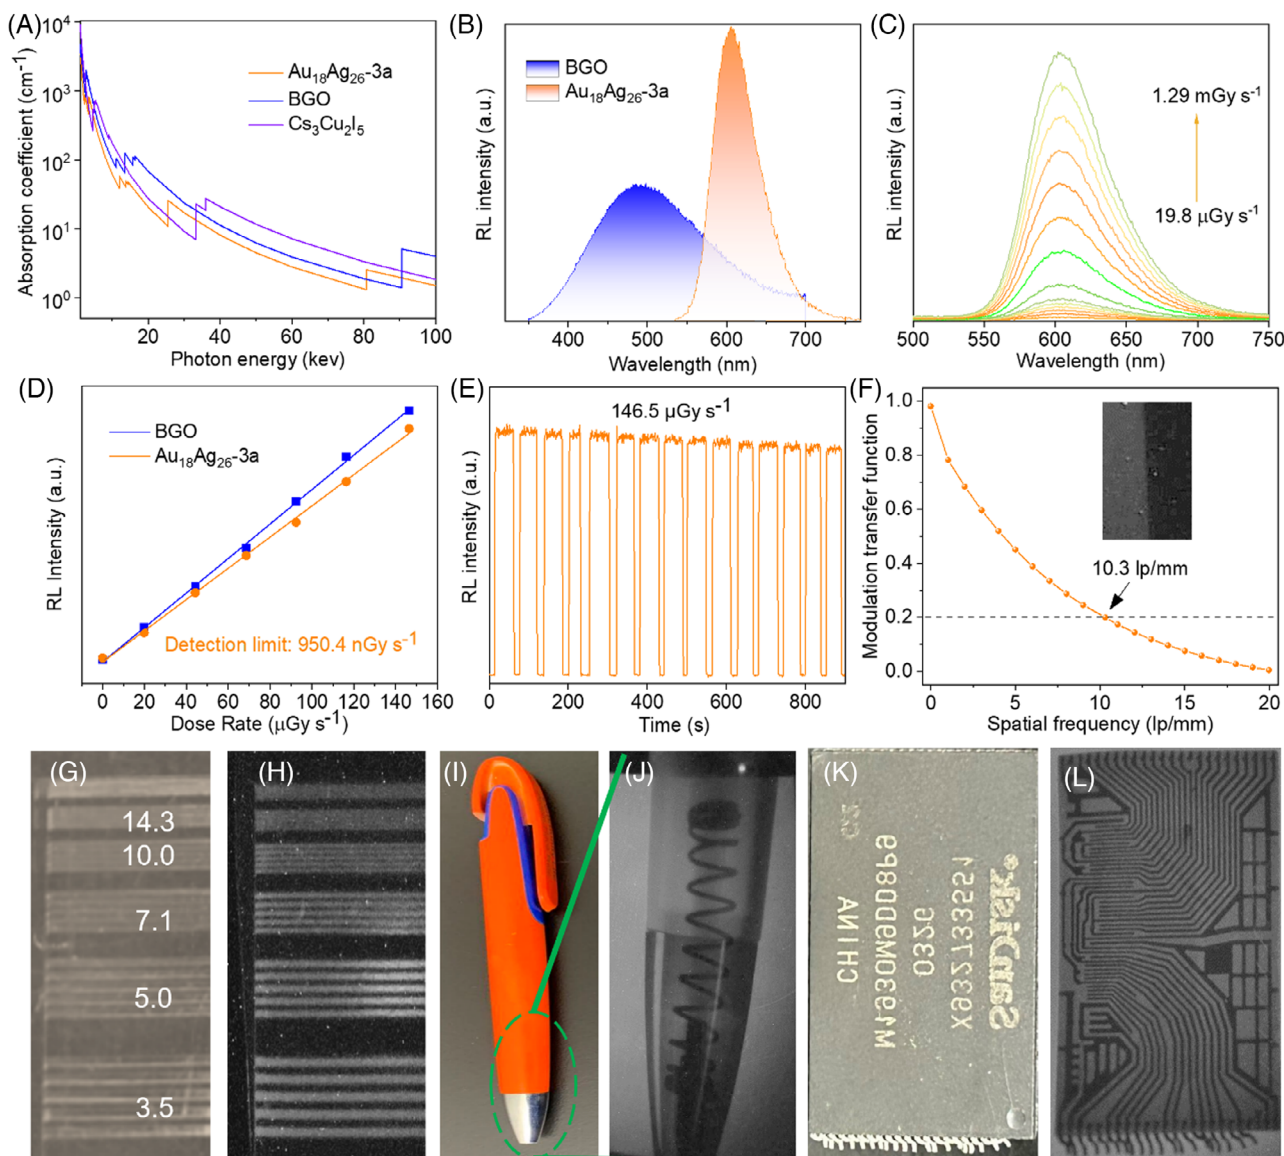 (A)
10⁴
10³
10²
10¹
10⁰
Absorption coefficient (cm⁻¹)
Au₁₈Ag₂₆-3a
BGO
Cs₃Cu₂I₅
20 40 60 80 100
Photon energy (kev)
(B)
RL intensity (a.u.)
BGO
Au₁₈Ag₂₆-3a
400 500 600 700
Wavelength (nm)
(C)
RL intensity (a.u.)
1.29 mGy s⁻¹
19.8 μGy s⁻¹
500 550 600 650 700 750
Wavelength (nm)
(D)
RL Intensity (a.u.)
BGO
Au₁₈Ag₂₆-3a
Detection limit: 950.4 nGy s⁻¹
0 20 40 60 80 100 120 140 160
Dose Rate (μGy s⁻¹)
(E)
RL intensity (a.u.)
146.5 μGy s⁻¹
0 200 400 600 800
Time (s)
(F)
Modulation transfer function
1.0
0.8
0.6
0.4
0.2
0.0
10.3 lp/mm
0 5 10 15 20
Spatial frequency (lp/mm)
(G)
14.3
10.0
7.1
5.0
3.5
(H)
(I)
(J)
(K)
SanDisk
0326
CHINA
(L)